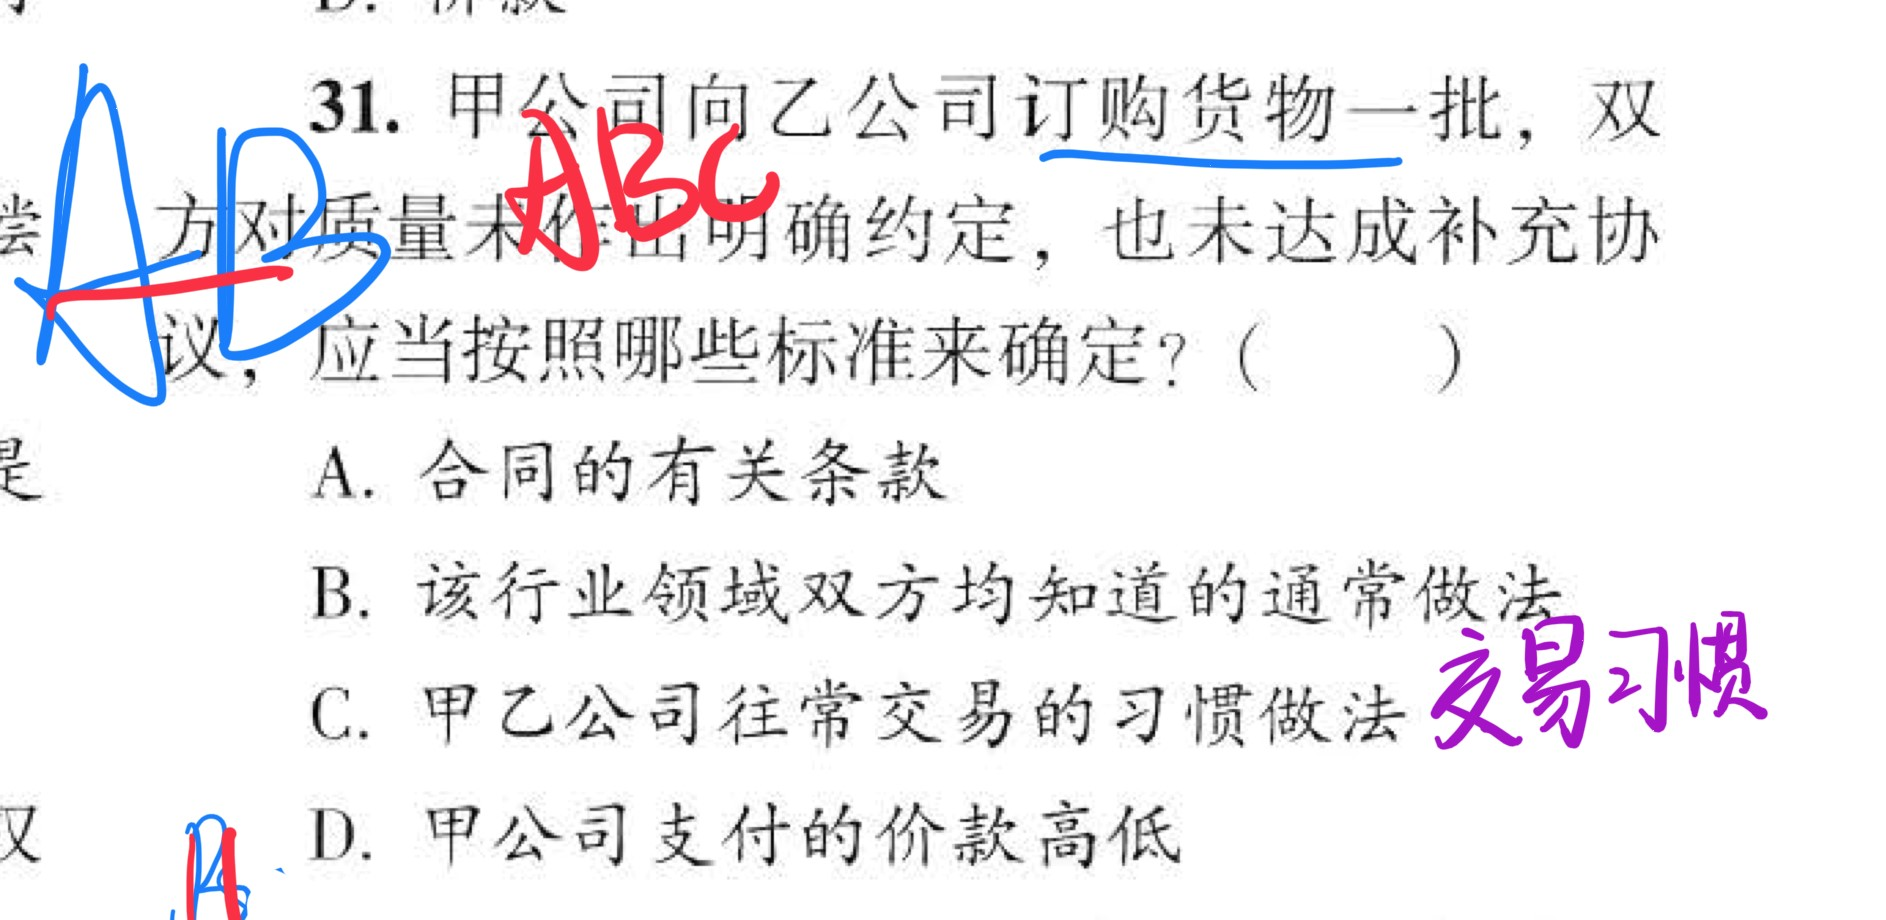 D. 价款
31. 甲公司向乙公司订购货物一批，双
ABC
偿
方对质量未作出明确约定，也未达成补充协
AB
议，应当按照哪些标准来确定？（　　）
是
A. 合同的有关条款
B. 该行业领域双方均知道的通常做法
C. 甲乙公司往常交易的习惯做法
交易习惯
D. 甲公司支付的价款高低